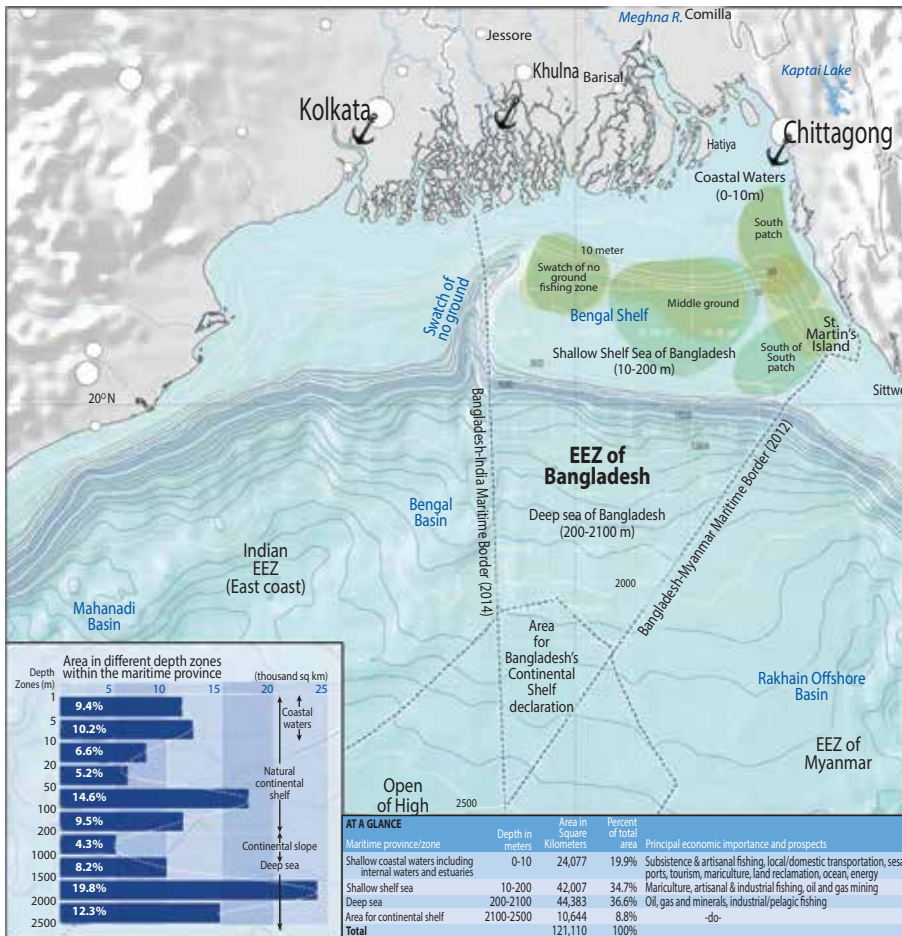 Meghna R. Comilla
Jessore
Khulna
Barisal
Kaptai Lake
Kolkata
Chittagong
Hatiya
Coastal Waters
(0-10m)
South
patch
10 meter
Swatch of no
ground
fishing zone
Middle ground
Swatch of
no ground
Bengal Shelf
St.
Martin's
Island
Shallow Shelf Sea of Bangladesh
(10-200 m)
South of
South
patch
20° N
Sittwe
Bangladesh-India Maritime Border (2014)
Bangladesh-Myanmar Maritime Border (2012)
EEZ of
Bangladesh
Bengal
Basin
Deep sea of Bangladesh
(200-2100 m)
Indian
EEZ
(East coast)
2000
Mahanadi
Basin
Area
for
Bangladesh's
Continental
Shelf
declaration
Rakhain Offshore
Basin
EEZ of
Myanmar
Open
of High
2500
Area in different depth zones
within the maritime province
(thousand sq km)
Depth
Zones (m)
5 10 15 20 25
1
9.4%
5
10.2%
10
6.6%
20
5.2%
50
14.6%
100
9.5%
200
4.3%
1000
8.2%
1500
19.8%
2000
12.3%
2500
Coastal
waters
Natural
continental
shelf
Continental slope
Deep sea
AT A GLANCE
Maritime province/zone Depth in meters Area in Square Kilometers Percent of total area Principal economic importance and prospects
Shallow coastal waters including 0-10 24,077 19.9% Subsistence & artisanal fishing, local/domestic transportation, sesa
internal waters and estuaries ports, tourism, mariculture, land reclamation, ocean, energy
Shallow shelf sea 10-200 42,007 34.7% Mariculture, artisanal & industrial fishing, oil and gas mining
Deep sea 200-2100 44,383 36.6% Oil, gas and minerals, industrial/pelagic fishing
Area for continental shelf 2100-2500 10,644 8.8% -do-
Total 121,110 100%